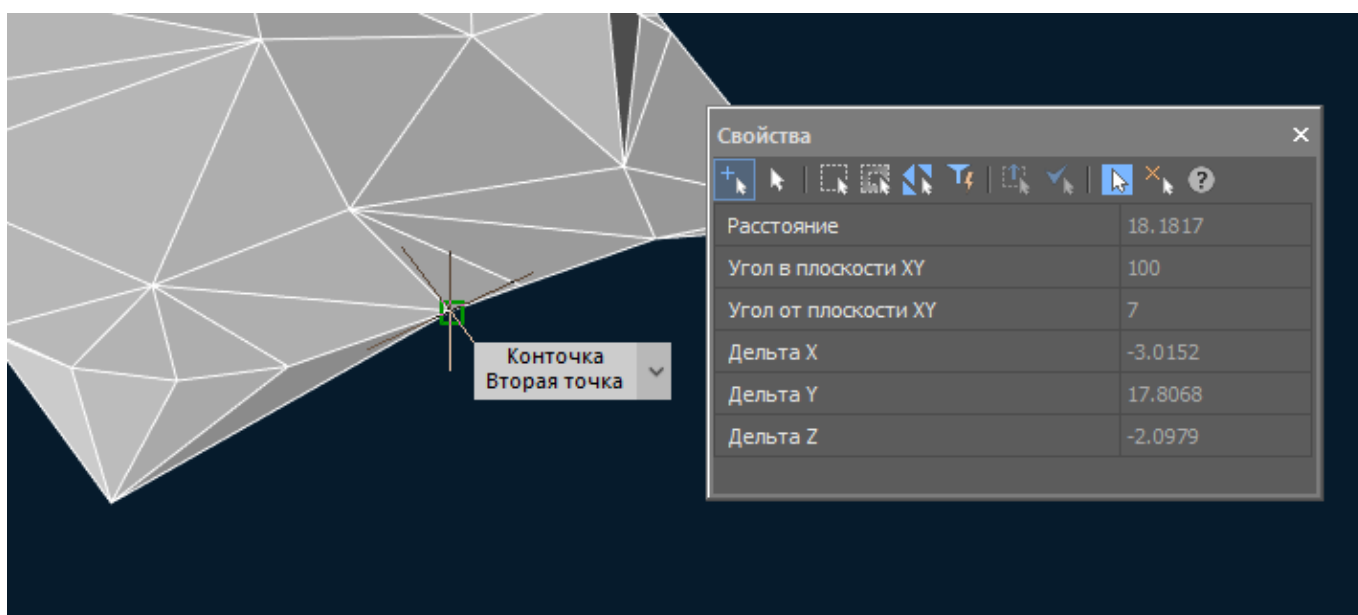 Свойства
Расстояние 18.1817
Угол в плоскости XY 100
Угол от плоскости XY 7
Дельта X -3.0152
Дельта Y 17.8068
Дельта Z -2.0979
Конточка
Вторая точка